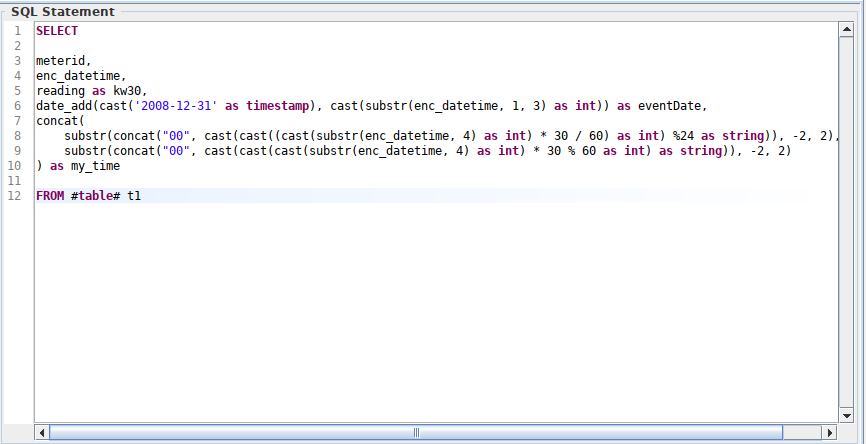 SQL Statement
1 SELECT
2
3 meterid,
4 enc_datetime,
5 reading as kw30,
6 date_add(cast('2008-12-31' as timestamp), cast(substr(enc_datetime, 1, 3) as int)) as eventDate,
7 concat(
8     substr(concat("00", cast(cast((cast(substr(enc_datetime, 4) as int) * 30 / 60) as int) %24 as string)), -2, 2),
9     substr(concat("00", cast(cast(cast(substr(enc_datetime, 4) as int) * 30 % 60 as int) as string)), -2, 2)
10 ) as my_time
11
12 FROM #table# t1